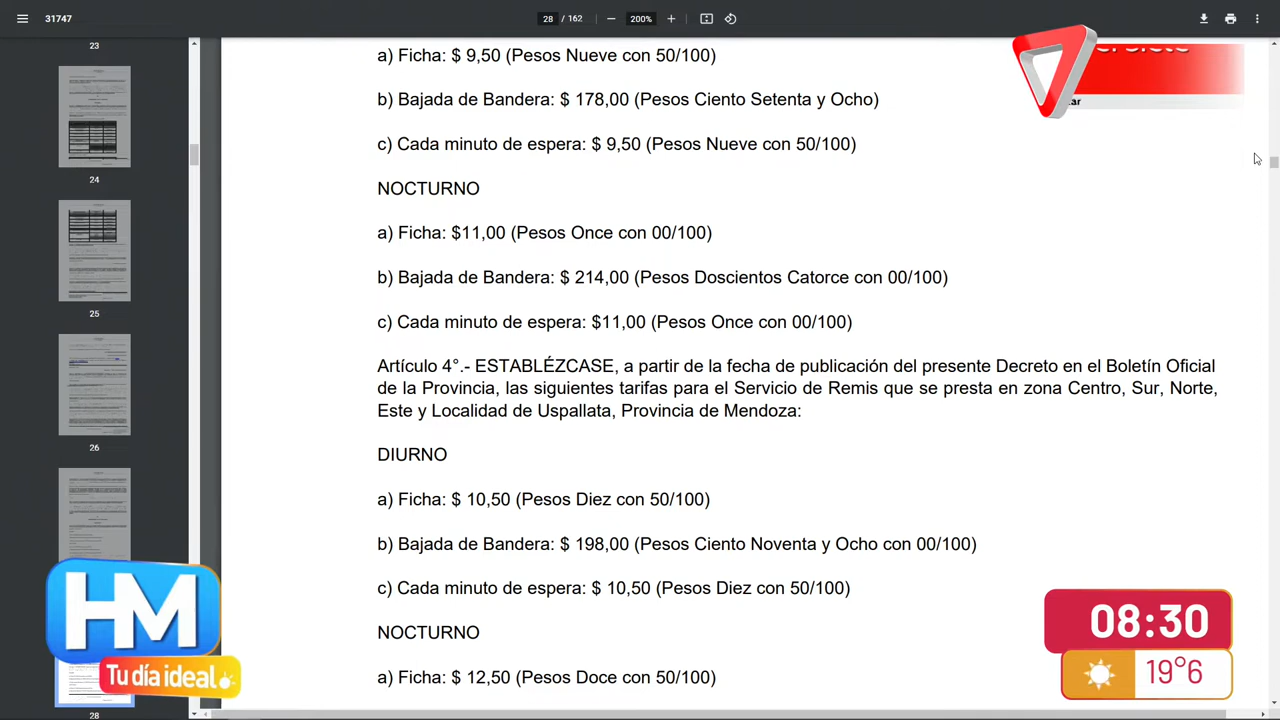 31747
28 / 162
200%
23
24
25
26
28
a) Ficha: $ 9,50 (Pesos Nueve con 50/100)
b) Bajada de Bandera: $ 178,00 (Pesos Ciento Setenta y Ocho)
c) Cada minuto de espera: $ 9,50 (Pesos Nueve con 50/100)
NOCTURNO
a) Ficha: $11,00 (Pesos Once con 00/100)
b) Bajada de Bandera: $ 214,00 (Pesos Doscientos Catorce con 00/100)
c) Cada minuto de espera: $11,00 (Pesos Once con 00/100)
Artículo 4°.- ESTABLÉZCASE, a partir de la fecha de publicación del presente Decreto en el Boletín Oficial
de la Provincia, las siguientes tarifas para el Servicio de Remis que se presta en zona Centro, Sur, Norte,
Este y Localidad de Uspallata, Provincia de Mendoza:
DIURNO
a) Ficha: $ 10,50 (Pesos Diez con 50/100)
b) Bajada de Bandera: $ 198,00 (Pesos Ciento Noventa y Ocho con 00/100)
c) Cada minuto de espera: $ 10,50 (Pesos Diez con 50/100)
NOCTURNO
a) Ficha: $ 12,50 (Pesos Doce con 50/100)
HM
Tu día ideal
08:30
19°6